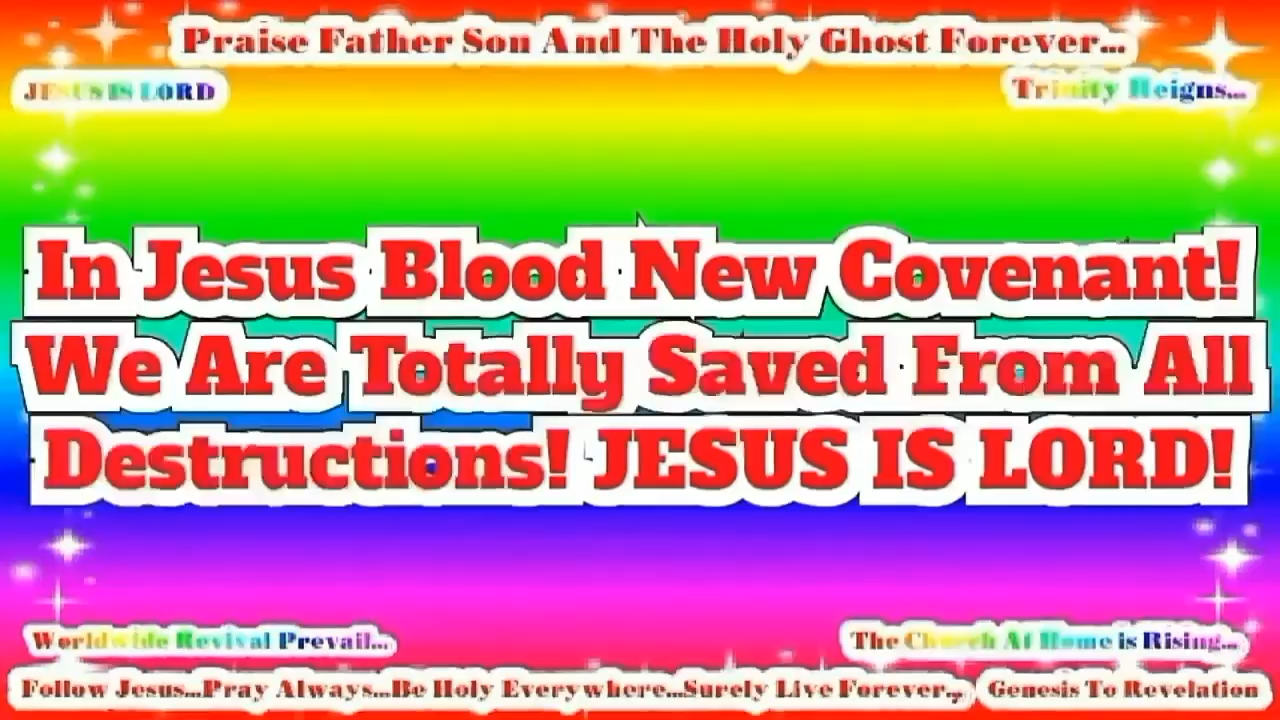 Praise Father Son And The Holy Ghost Forever...
JESUS IS LORD
Trinity Reigns...
In Jesus Blood New Covenant!
We Are Totally Saved From All
Destructions! JESUS IS LORD!
Worldwide Revival Prevail...
The Church At Home is Rising...
Follow Jesus...Pray Always...Be Holy Everywhere...Surely Live Forever..,
Genesis To Revelation